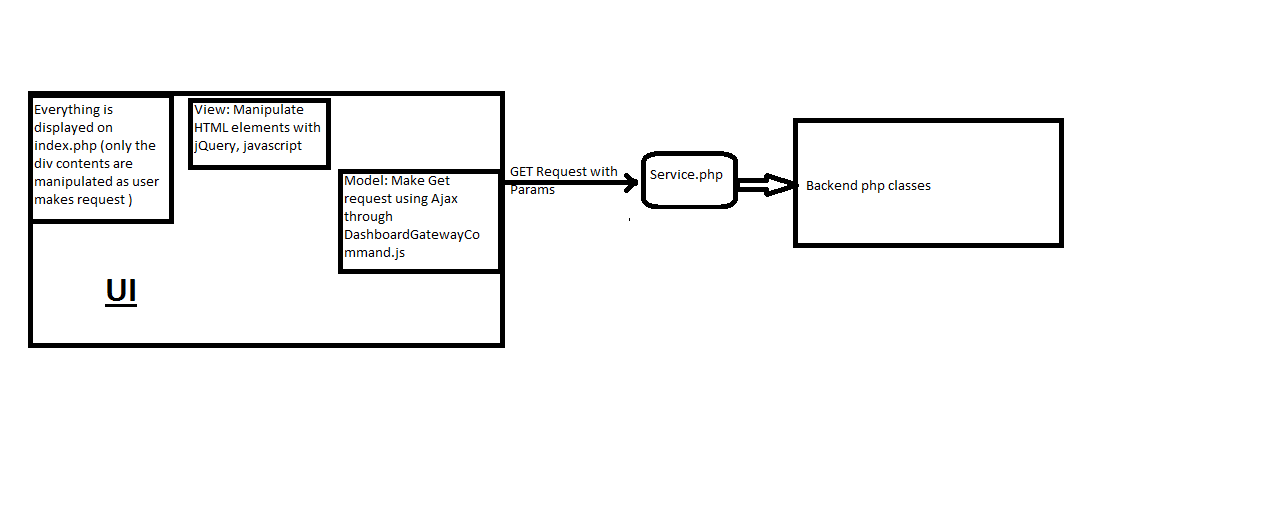 Everything is
displayed on
index.php (only the
div contents are
manipulated as user
makes request )
View: Manipulate
HTML elements with
jQuery, javascript
Model: Make Get
request using Ajax
through
DashboardGatewayCo
mmand.js
UI
GET Request with
Params
Service.php
Backend php classes